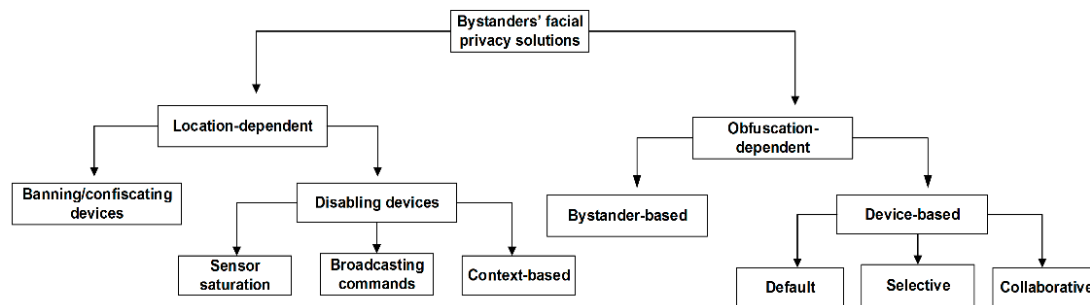 Bystanders' facial
privacy solutions
Location-dependent
Obfuscation-
dependent
Banning/confiscating
devices
Disabling devices
Bystander-based
Device-based
Sensor
saturation
Broadcasting
commands
Context-based
Default
Selective
Collaborative